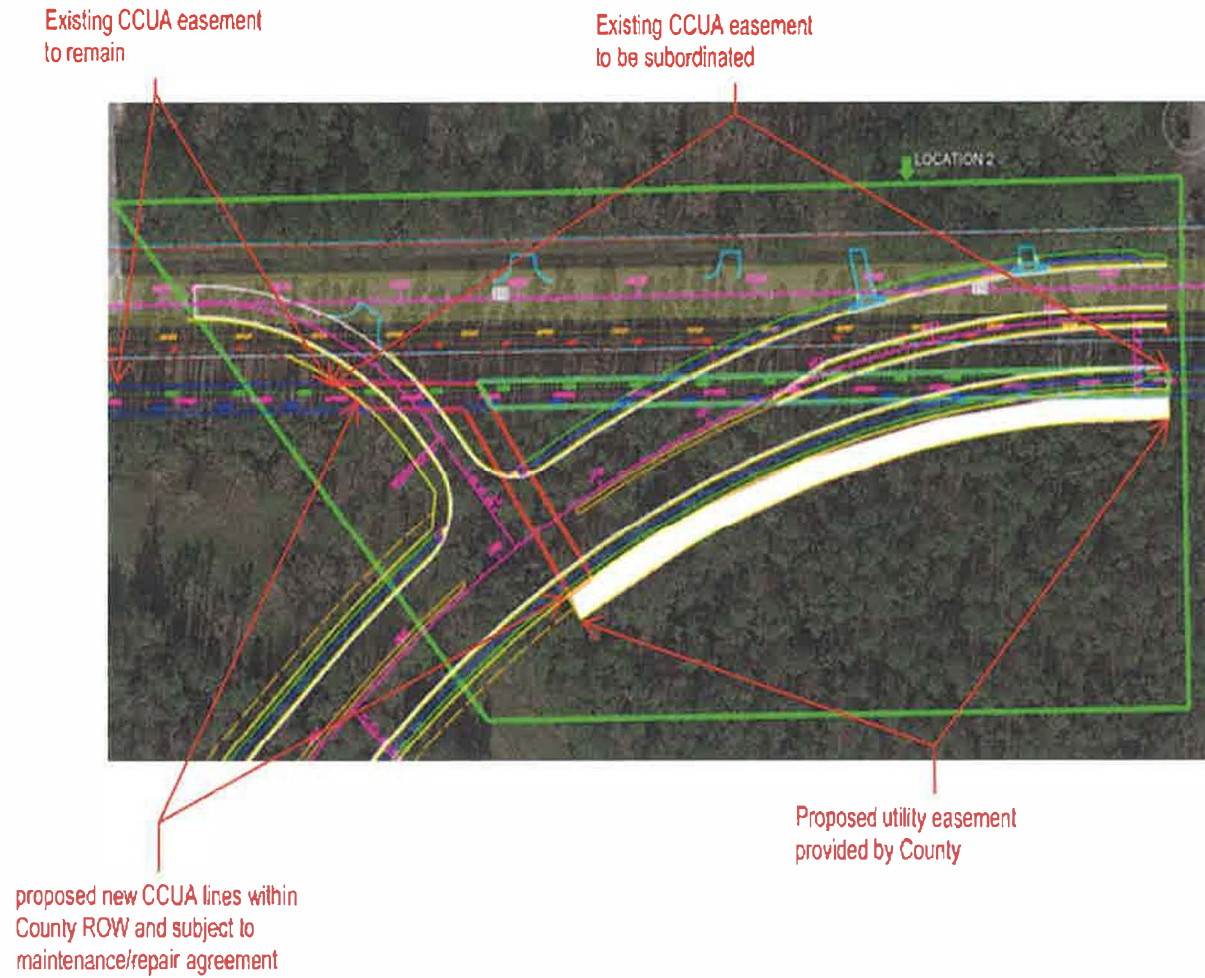 Existing CCUA easement
to remain
Existing CCUA easement
to be subordinated
LOCATION 2
Proposed utility easement
provided by County
proposed new CCUA lines within
County ROW and subject to
maintenance/repair agreement